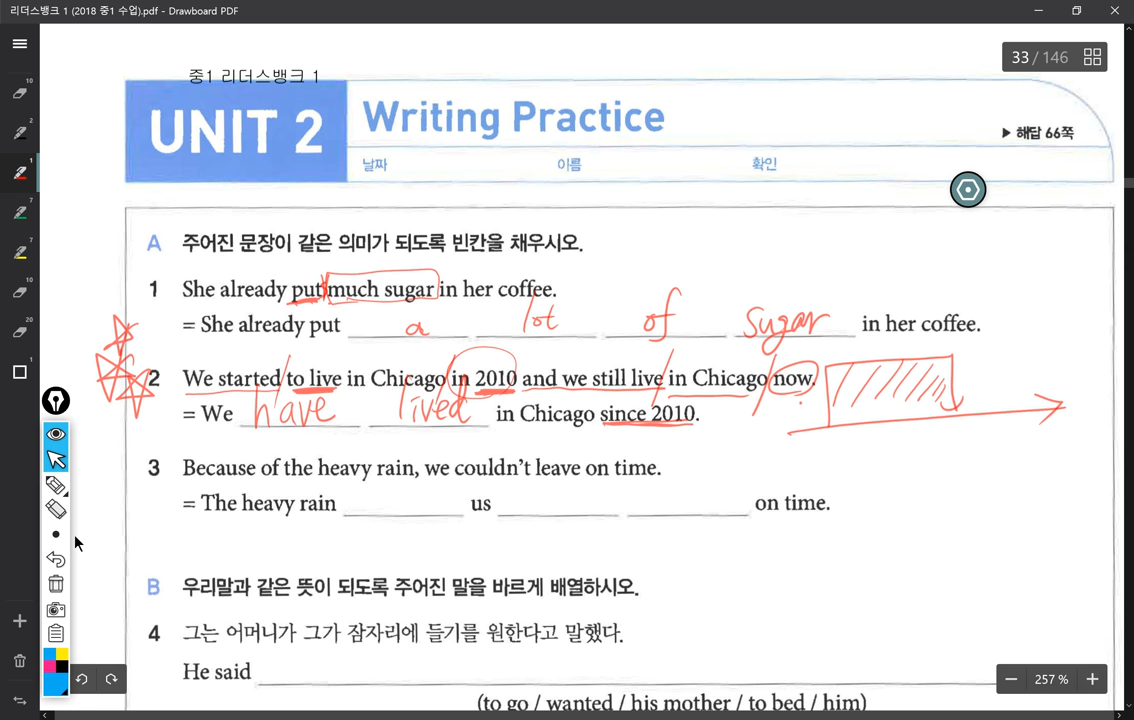 리더스뱅크 1 (2018 중1 수업).pdf - Drawboard PDF
33 / 146
중1 리더스뱅크 1
UNIT 2 Writing Practice
▶ 해답 66쪽
날짜 이름 확인
A 주어진 문장이 같은 의미가 되도록 빈칸을 채우시오.
1 She already put much sugar in her coffee.
= She already put a lot of sugar in her coffee.
2 We started to live in Chicago in 2010 and we still live in Chicago now.
= We have lived in Chicago since 2010.
3 Because of the heavy rain, we couldn't leave on time.
= The heavy rain ____ us ____ ____ on time.
B 우리말과 같은 뜻이 되도록 주어진 말을 바르게 배열하시오.
4 그는 어머니가 그가 잠자리에 들기를 원한다고 말했다.
He said ____
(to go / wanted / his mother / to bed / him)
257 %
10
2
1
7
7
10
20
1